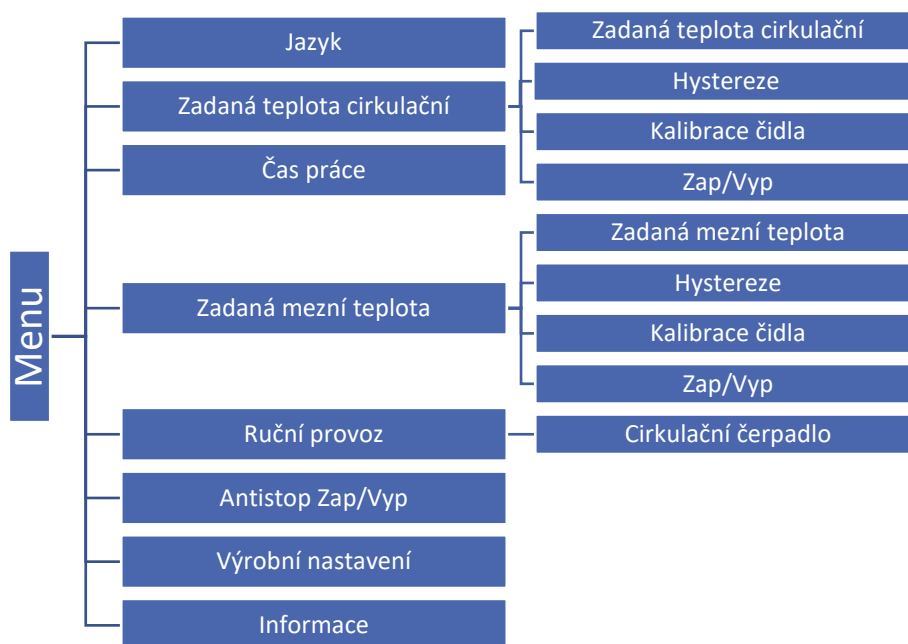 Menu
Jazyk
Zadaná teplota cirkulační
Zadaná teplota cirkulační
Hystereze
Kalibrace čidla
Zap/Vyp
Čas práce
Zadaná mezní teplota
Zadaná mezní teplota
Hystereze
Kalibrace čidla
Zap/Vyp
Ruční provoz
Cirkulační čerpadlo
Antistop Zap/Vyp
Výrobní nastavení
Informace